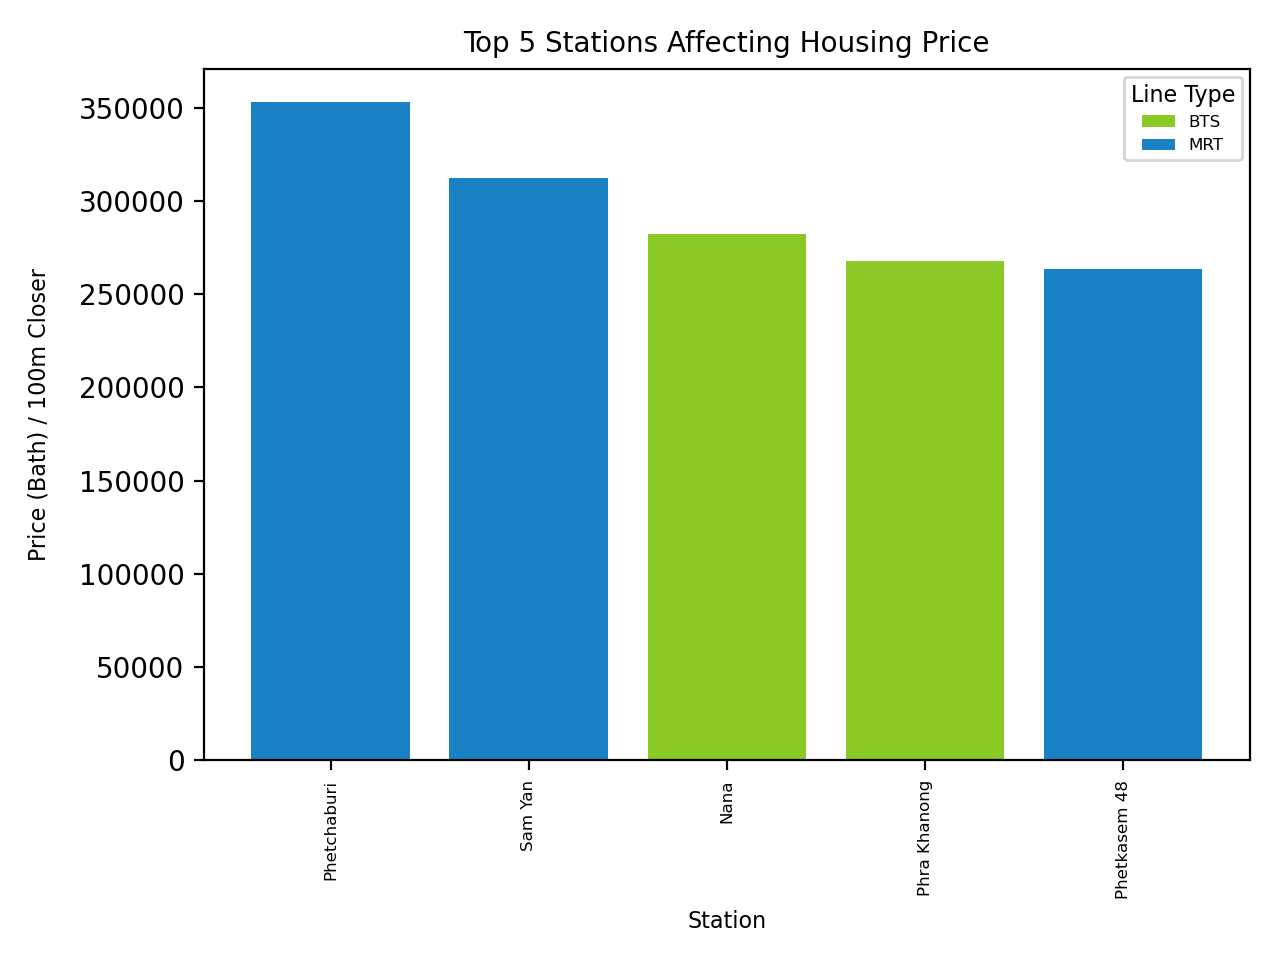 Top 5 Stations Affecting Housing Price
Line Type
BTS
MRT
Price (Bath) / 100m Closer
350000
300000
250000
200000
150000
100000
50000
0
Phetchaburi
Sam Yan
Nana
Phra Khanong
Phetkasem 48
Station